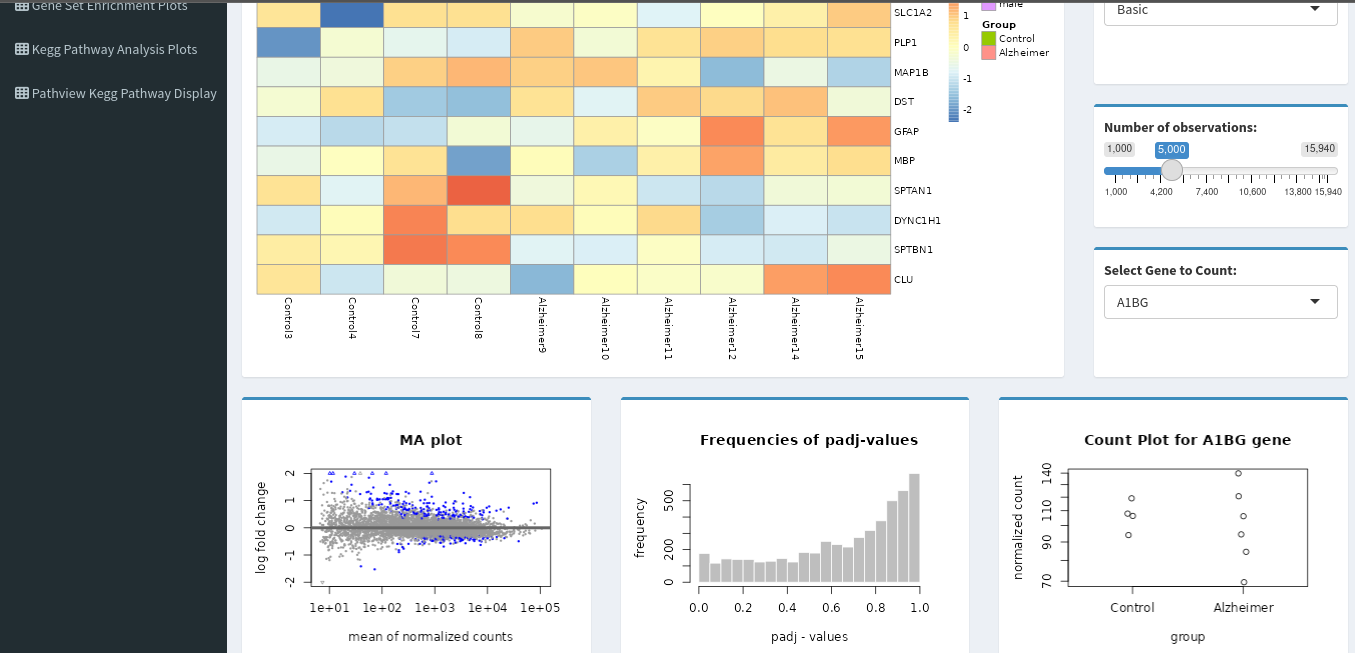 Gene Set Enrichment Plots
Kegg Pathway Analysis Plots
Pathview Kegg Pathway Display
SLC1A2
PLP1
MAP1B
DST
GFAP
MBP
SPTAN1
DYNC1H1
SPTBN1
CLU
Control3
Control4
Control7
Control8
Alzheimer9
Alzheimer10
Alzheimer11
Alzheimer12
Alzheimer14
Alzheimer15
1
0
-1
-2
male
Group
Control
Alzheimer
Basic
Number of observations:
1,000 5,000 15,940
1,000 4,200 7,400 10,600 13,800 15,940
Select Gene to Count:
A1BG
MA plot
log fold change
2
1
0
-1
-2
1e+01 1e+02 1e+03 1e+04 1e+05
mean of normalized counts
Frequencies of padj-values
frequency
500
200
0
0.0 0.2 0.4 0.6 0.8 1.0
padj - values
Count Plot for A1BG gene
normalized count
140
110
90
70
Control Alzheimer
group